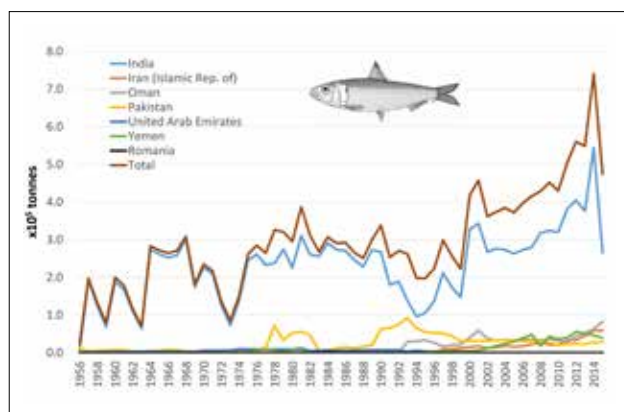 8.0
7.0
6.0
5.0
4.0
3.0
2.0
1.0
0.0
x10⁵ tonnes
India
Iran (Islamic Rep. of)
Oman
Pakistan
United Arab Emirates
Yemen
Romania
Total
1956 1958 1960 1962 1964 1966 1968 1970 1972 1974 1976 1978 1980 1982 1984 1986 1988 1990 1992 1994 1996 1998 2000 2002 2004 2006 2008 2010 2012 2014